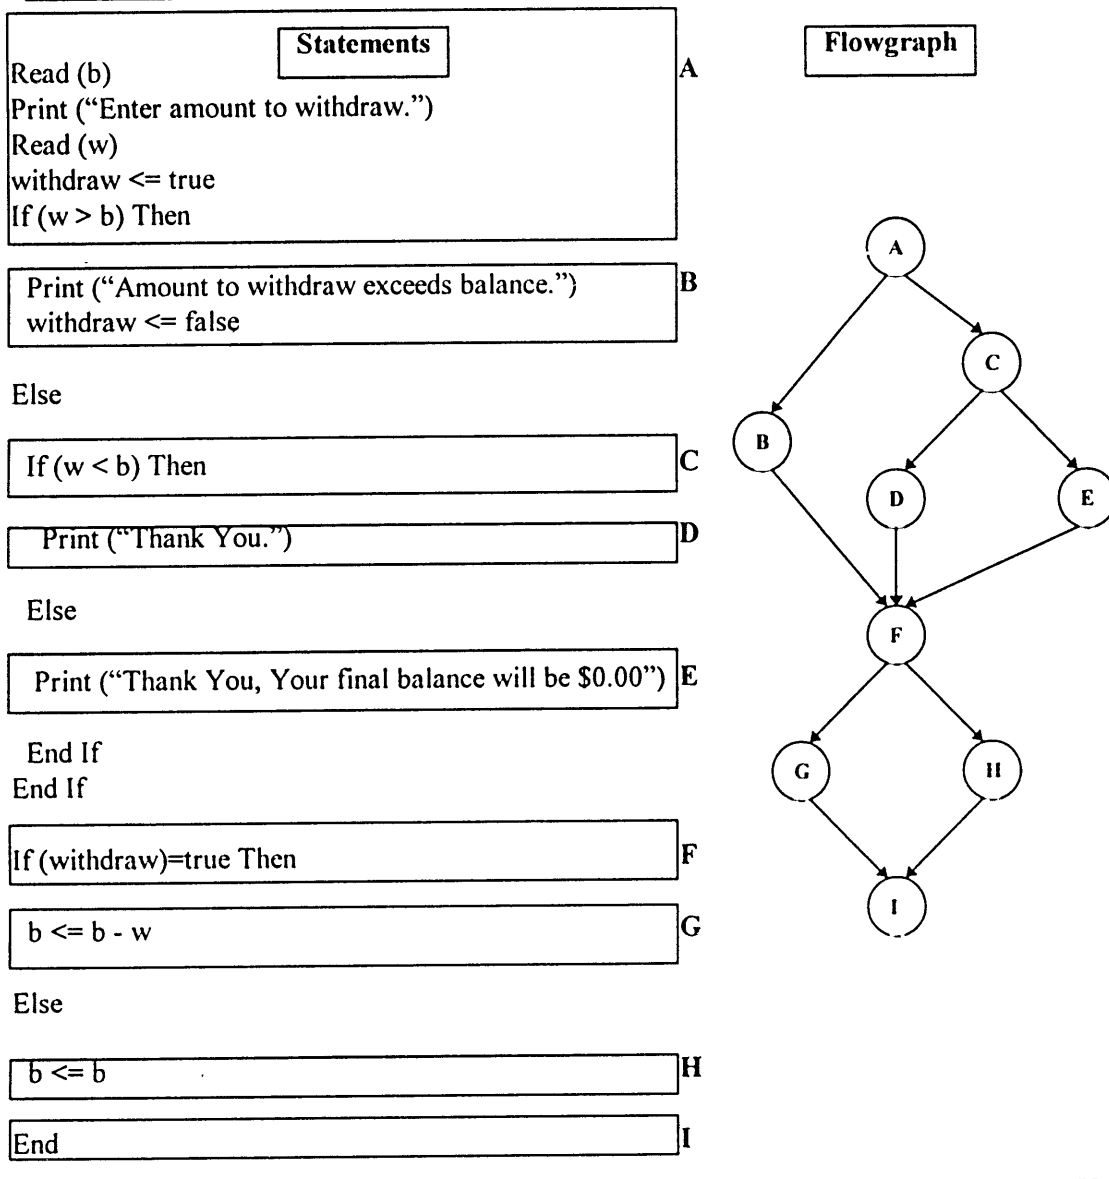 Statements
Flowgraph
Read (b)
A
Print (“Enter amount to withdraw.”)
Read (w)
withdraw <= true
If (w > b) Then
Print (“Amount to withdraw exceeds balance.”)
B
withdraw <= false
Else
If (w < b) Then
C
Print (“Thank You.”)
D
Else
Print (“Thank You, Your final balance will be $0.00”)
E
End If
End If
If (withdraw)=true Then
F
b <= b - w
G
Else
b <= b
H
End
I
A
C
B
D
E
F
G
H
I